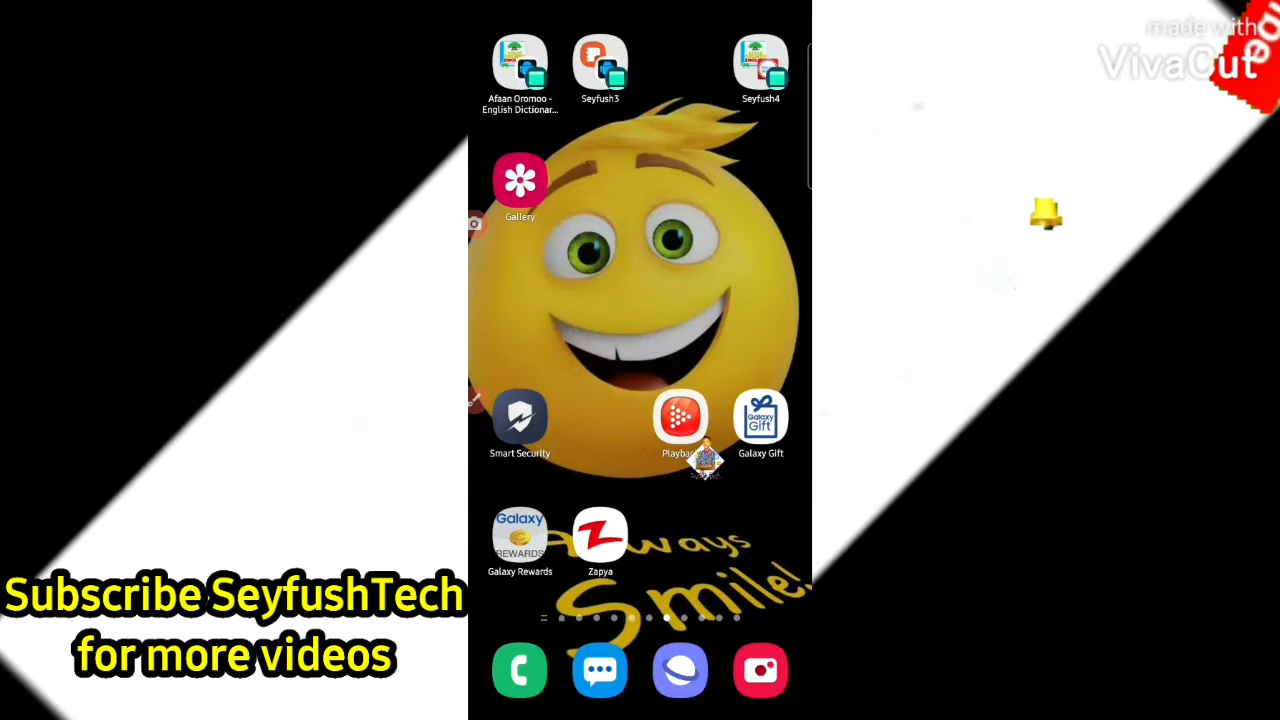 made with
VivaCut
Afaan Oromoo -
English Dictionar...
Seyfush3
Seyfush4
Gallery
Smart Security
Playba
Galaxy
Gift
Galaxy Gift
Galaxy
REWARDS
Galaxy Rewards
Zapya
Always
Smile!
Subscribe SeyfushTech
for more videos